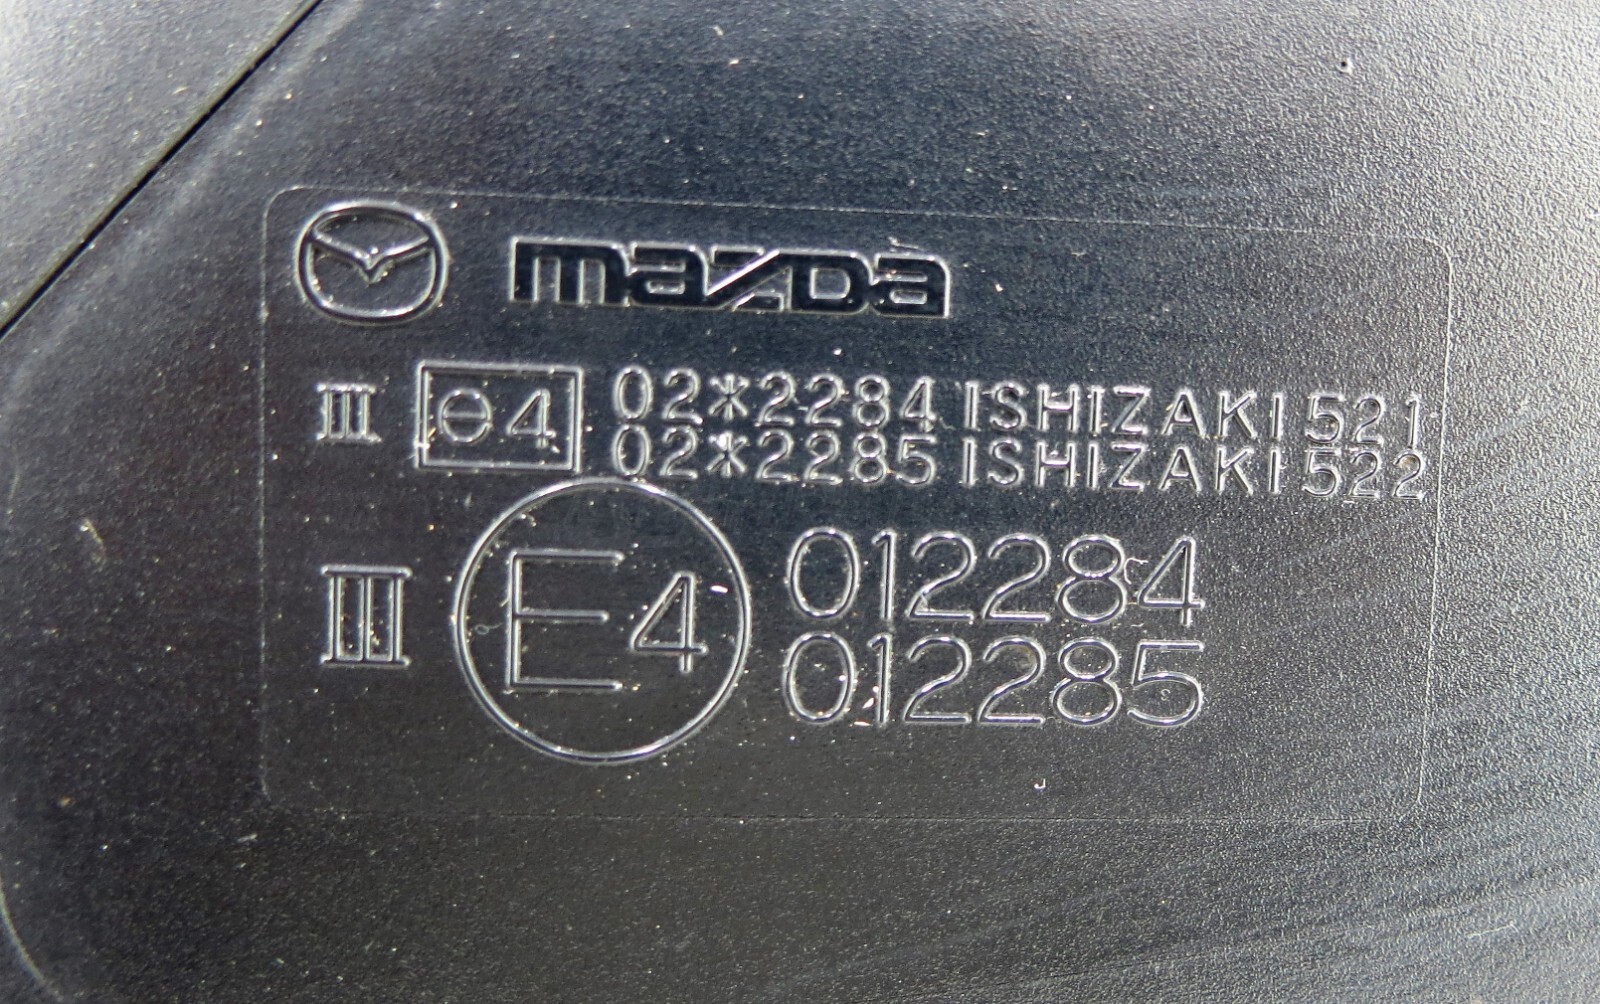 mazda
III e4 02*2284 ISHIZAKI 521
02*2285 ISHIZAKI 522
III E4 012284
012285